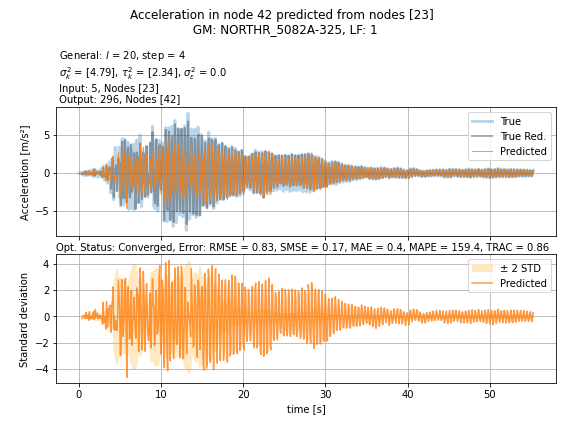 Acceleration in node 42 predicted from nodes [23]
GM: NORTHR_5082A-325, LF: 1
General: l = 20, step = 4
σ²ₖ = [4.79], τ²ₖ = [2.34], σ²ₑ = 0.0
Input: 5, Nodes [23]
Output: 296, Nodes [42]
Acceleration [m/s²]
5
0
−5
True
True Red.
Predicted
Opt. Status: Converged, Error: RMSE = 0.83, SMSE = 0.17, MAE = 0.4, MAPE = 159.4, TRAC = 0.86
Standard deviation
4
2
0
−2
−4
± 2 STD
Predicted
0 10 20 30 40 50
time [s]